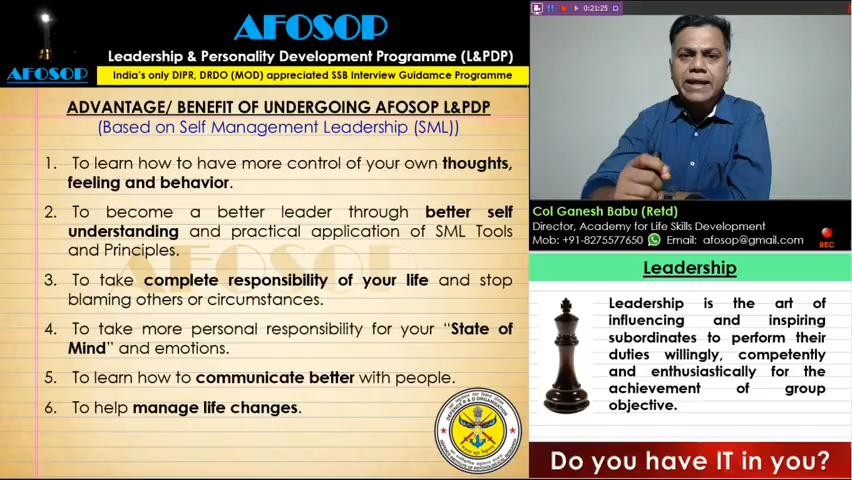 AFOSOP
AFOSOP
Leadership & Personality Development Programme (L&PDP)
India's only DIPR, DRDO (MOD) appreciated SSB Interview Guidamce Programme
ADVANTAGE/ BENEFIT OF UNDERGOING AFOSOP L&PDP
(Based on Self Management Leadership (SML))
1. To learn how to have more control of your own thoughts,
feeling and behavior.
2. To become a better leader through better self
understanding and practical application of SML Tools
and Principles.
AFOSOP
3. To take complete responsibility of your life and stop
blaming others or circumstances.
4. To take more personal responsibility for your “State of
Mind” and emotions.
5. To learn how to communicate better with people.
6. To help manage life changes.
0:21:25
Col Ganesh Babu (Retd)
Director, Academy for Life Skills Development
Mob: +91-8275577650 Email: afosop@gmail.com
REC
Leadership
Leadership is the art of
influencing and inspiring
subordinates to perform their
duties willingly, competently
and enthusiastically for the
achievement of group
objective.
Do you have IT in you?